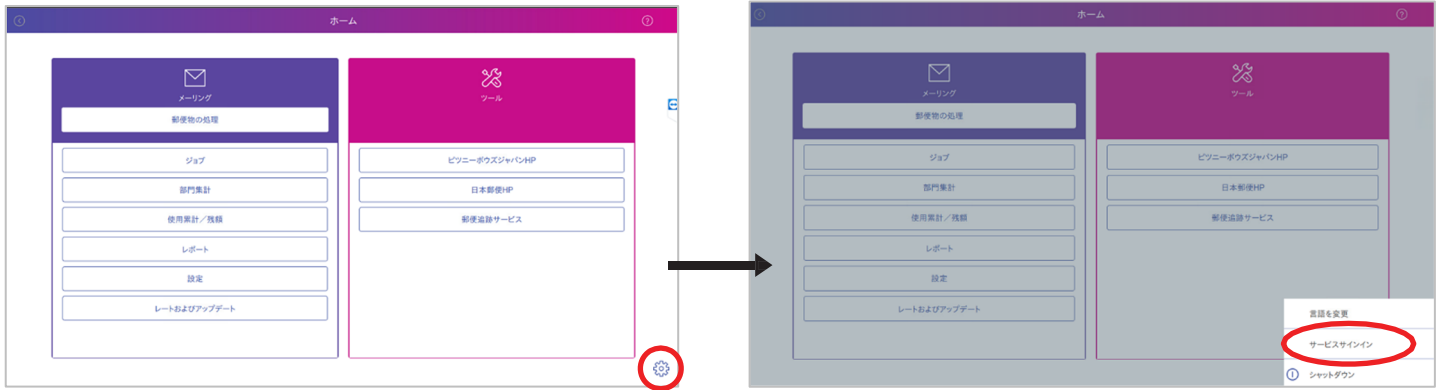 ホーム
メーリング
郵便物の処理
ジョブ
部門集計
使用累計／残額
レポート
設定
レートおよびアップデート
ツール
ピツニーボウズジャパンHP
日本郵便HP
郵便追跡サービス
ホーム
メーリング
郵便物の処理
ジョブ
部門集計
使用累計／残額
レポート
設定
レートおよびアップデート
ツール
ピツニーボウズジャパンHP
日本郵便HP
郵便追跡サービス
言語を変更
サービスサインイン
シャットダウン